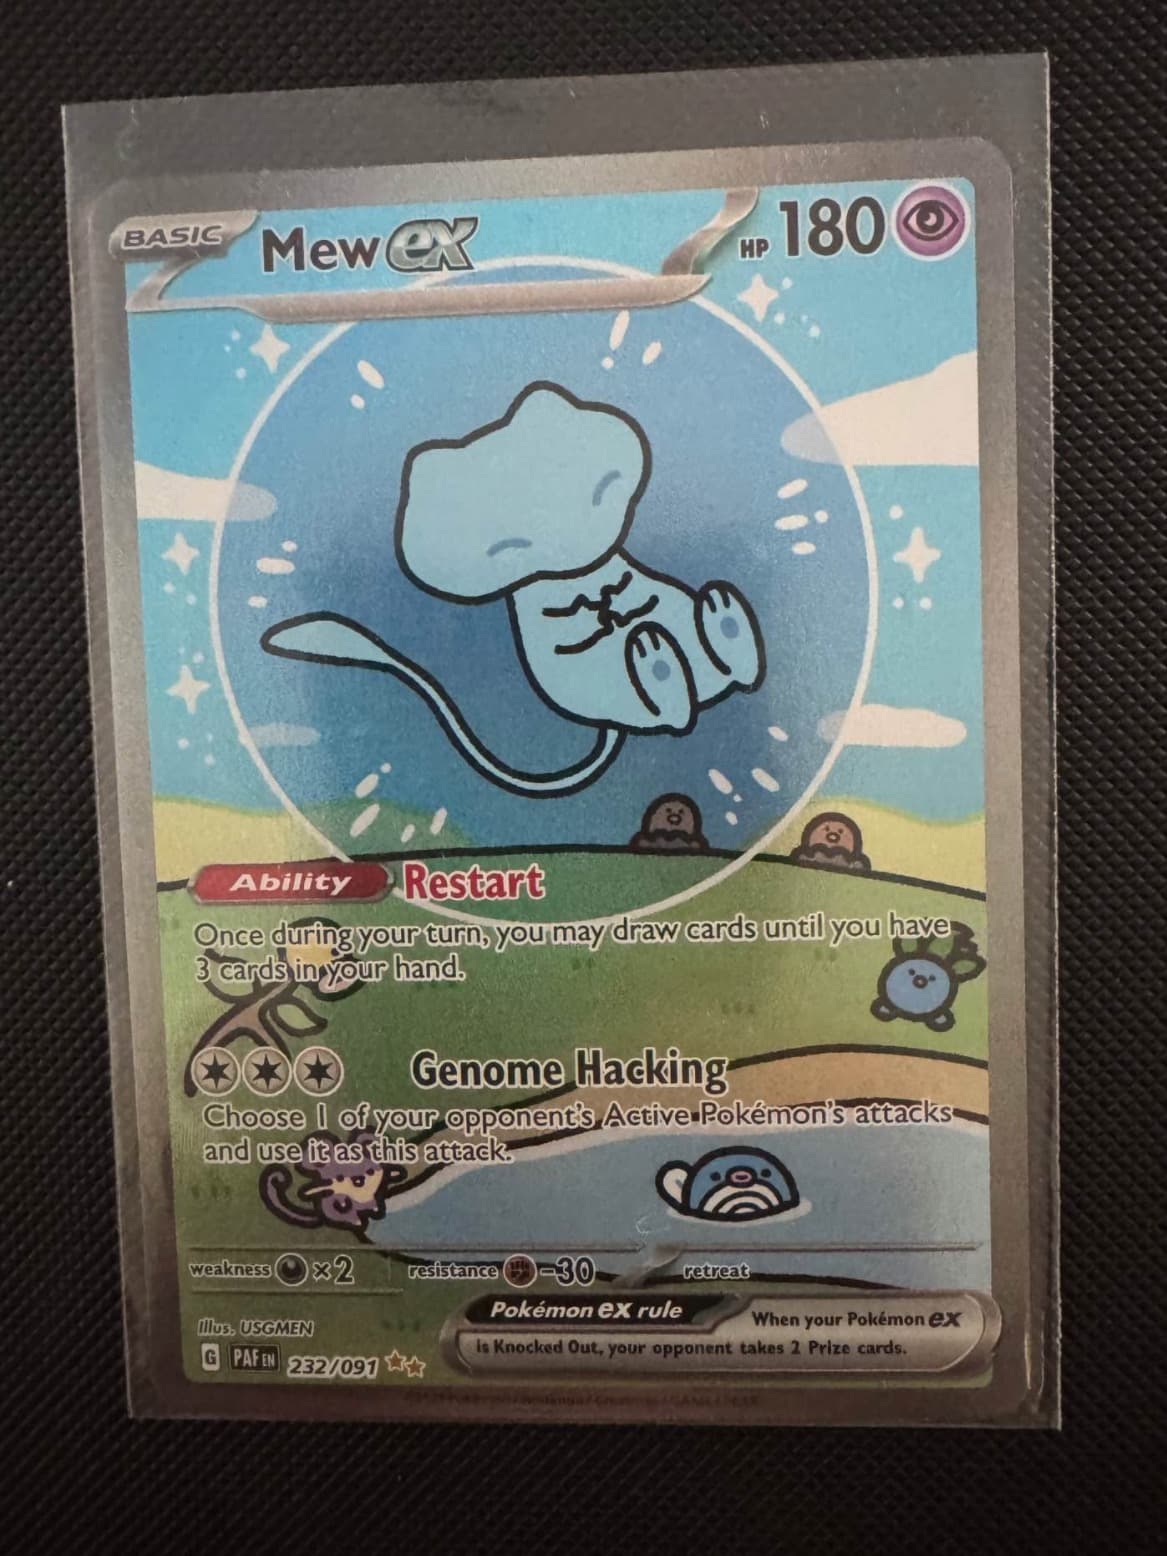 BASIC Mew ex HP 180
Ability Restart
Once during your turn, you may draw cards until you have
3 cards in your hand.
Genome Hacking
Choose 1 of your opponent's Active Pokémon's attacks
and use it as this attack.
weakness ×2 resistance -30 retreat
Pokémon ex rule When your Pokémon ex
is Knocked Out, your opponent takes 2 Prize cards.
Illus. USGMEN
G PAF EN 232/091